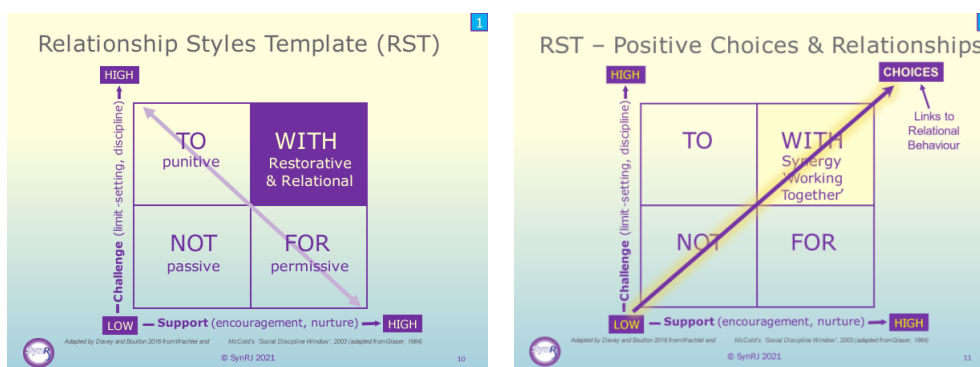 1
Relationship Styles Template (RST)
HIGH
Challenge (limit-setting, discipline)
TO
punitive
WITH
Restorative
& Relational
NOT
passive
FOR
permissive
LOW
Support (encouragement, nurture)
HIGH
Adapted by Davey and Boulton 2016 from Wachtel and McCold's 'Social Discipline Window', 2003 (adapted from Glaser, 1964)
SynRJ
© SynRJ 2021
10
RST – Positive Choices & Relationships
HIGH
CHOICES
Links to
Relational
Behaviour
Challenge (limit-setting, discipline)
TO
WITH
Synergy
'Working
Together'
NOT
FOR
LOW
Support (encouragement, nurture)
HIGH
Adapted by Davey and Boulton 2016 from Wachtel and McCold's 'Social Discipline Window', 2003 (adapted from Glaser, 1964)
SynRJ
© SynRJ 2021
11